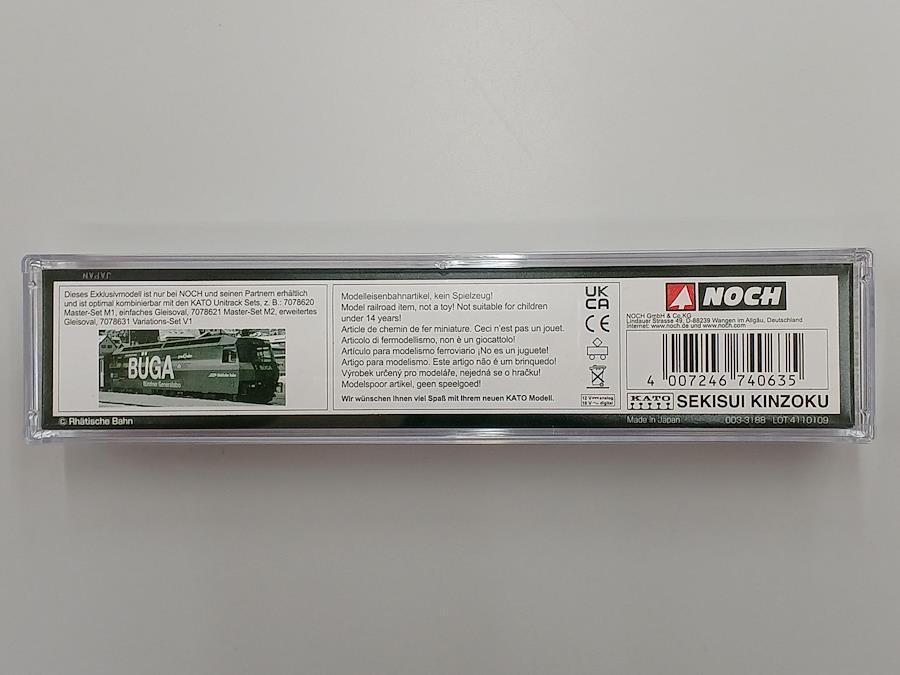 JAPAN
Dieses Exklusivmodell ist nur bei NOCH und seinen Partnern erhältlich
und ist optimal kombinierbar mit den KATO Unitrack Sets, z. B.: 7078620
Master-Set M1, einfaches Gleisoval, 7078621 Master-Set M2, erweitertes
Gleisoval, 7078631 Variations-Set V1
BÜGA
Bündner Generalabo
BÜGA
© Rhätische Bahn
Modelleisenbahnartikel, kein Spielzeug!
Model railroad item, not a toy! Not suitable for children
under 14 years!
Article de chemin de fer miniature. Ceci n'est pas un jouet.
Articolo di fermodellismo, non è un giocattolo!
Artículo para modelismo ferroviario ¡No es un juguete!
Artigo para modelismo. Este artigo não é um brinquedo!
Výrobek určený pro modeláře, nejedná se o hračku!
Modelspoor artikel, geen speelgoed!
Wir wünschen Ihnen viel Spaß mit Ihrem neuen KATO Modell.
UK
CA
CE
12 V analog
18 V digital
NOCH
NOCH GmbH & Co.KG
Lindauer Strasse 49, D-88239 Wangen im Allgäu, Deutschland
Internet: www.noch.de und www.noch.com
4 007246 740635
KATO SEKISUI KINZOKU
Made in Japan 003-3188 LOT:4110109